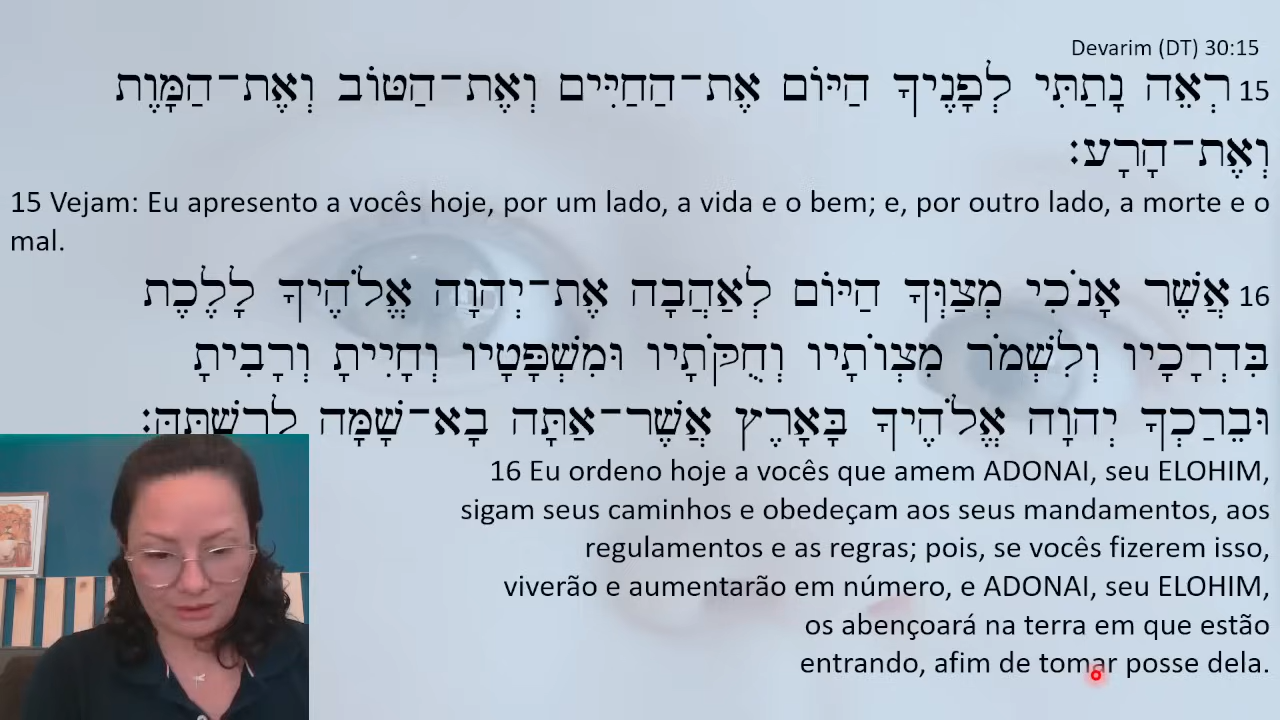 Devarim (DT) 30:15
15 רְאֵה נָתַתִּי לְפָנֶיךָ הַיּוֹם אֶת־הַחַיִּים וְאֶת־הַטּוֹב וְאֶת־הַמָּוֶת
וְאֶת־הָרָע׃
15 Vejam: Eu apresento a vocês hoje, por um lado, a vida e o bem; e, por outro lado, a morte e o
mal.
16 אֲשֶׁר אָנֹכִי מְצַוְּךָ הַיּוֹם לְאַהֲבָה אֶת־יְהוָה אֱלֹהֶיךָ לָלֶכֶת
בִּדְרָכָיו וְלִשְׁמֹר מִצְוֺתָיו וְחֻקֹּתָיו וּמִשְׁפָּטָיו וְחָיִיתָ וְרָבִיתָ
וּבֵרַכְךָ יְהוָה אֱלֹהֶיךָ בָּאָרֶץ אֲשֶׁר־אַתָּה בָא־שָׁמָּה לְרִשְׁתָּהּ׃
16 Eu ordeno hoje a vocês que amem ADONAI, seu ELOHIM,
sigam seus caminhos e obedeçam aos seus mandamentos, aos
regulamentos e as regras; pois, se vocês fizerem isso,
viverão e aumentarão em número, e ADONAI, seu ELOHIM,
os abençoará na terra em que estão
entrando, afim de tomar posse dela.